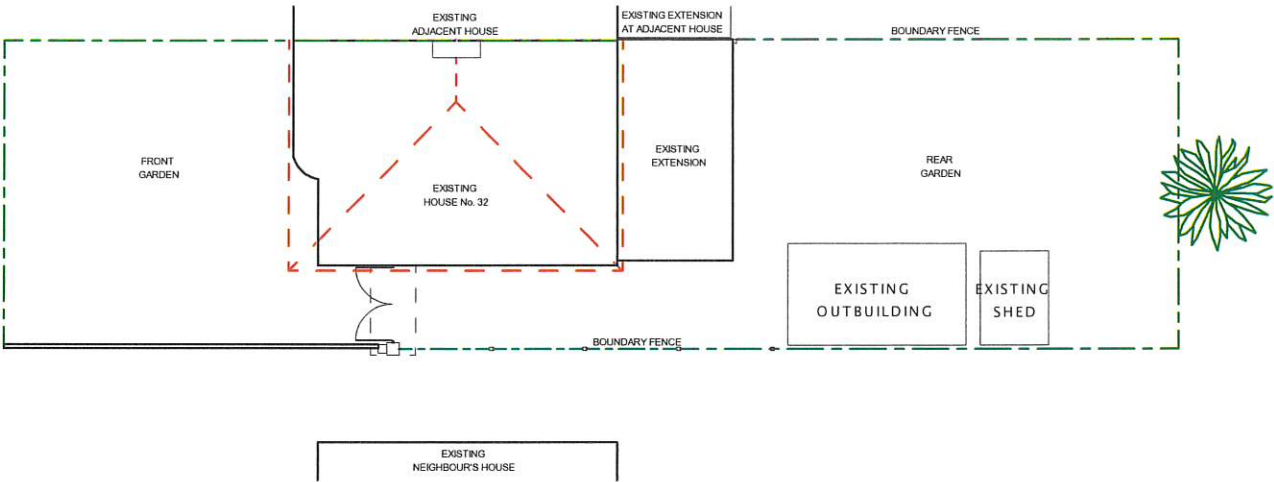 EXISTING
ADJACENT HOUSE
EXISTING EXTENSION
AT ADJACENT HOUSE
BOUNDARY FENCE
FRONT
GARDEN
EXISTING
HOUSE No. 32
EXISTING
EXTENSION
REAR
GARDEN
EXISTING
OUTBUILDING
EXISTING
SHED
BOUNDARY FENCE
EXISTING
NEIGHBOUR'S HOUSE